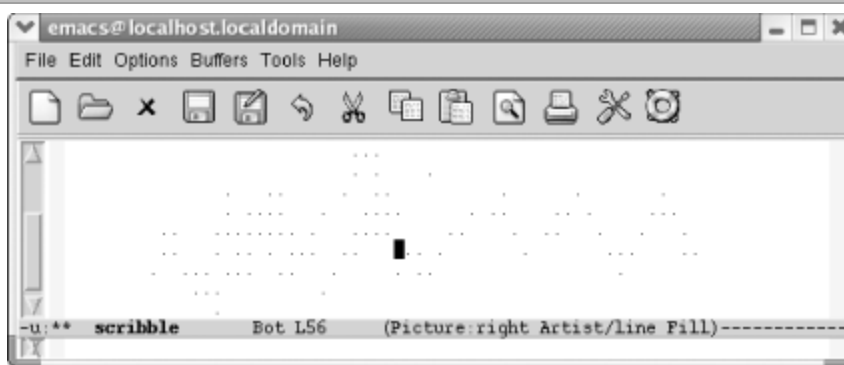 emacs@localhost.localdomain
File Edit Options Buffers Tools Help
-u:** scribble Bot L56 (Picture:right Artist/line Fill)------------